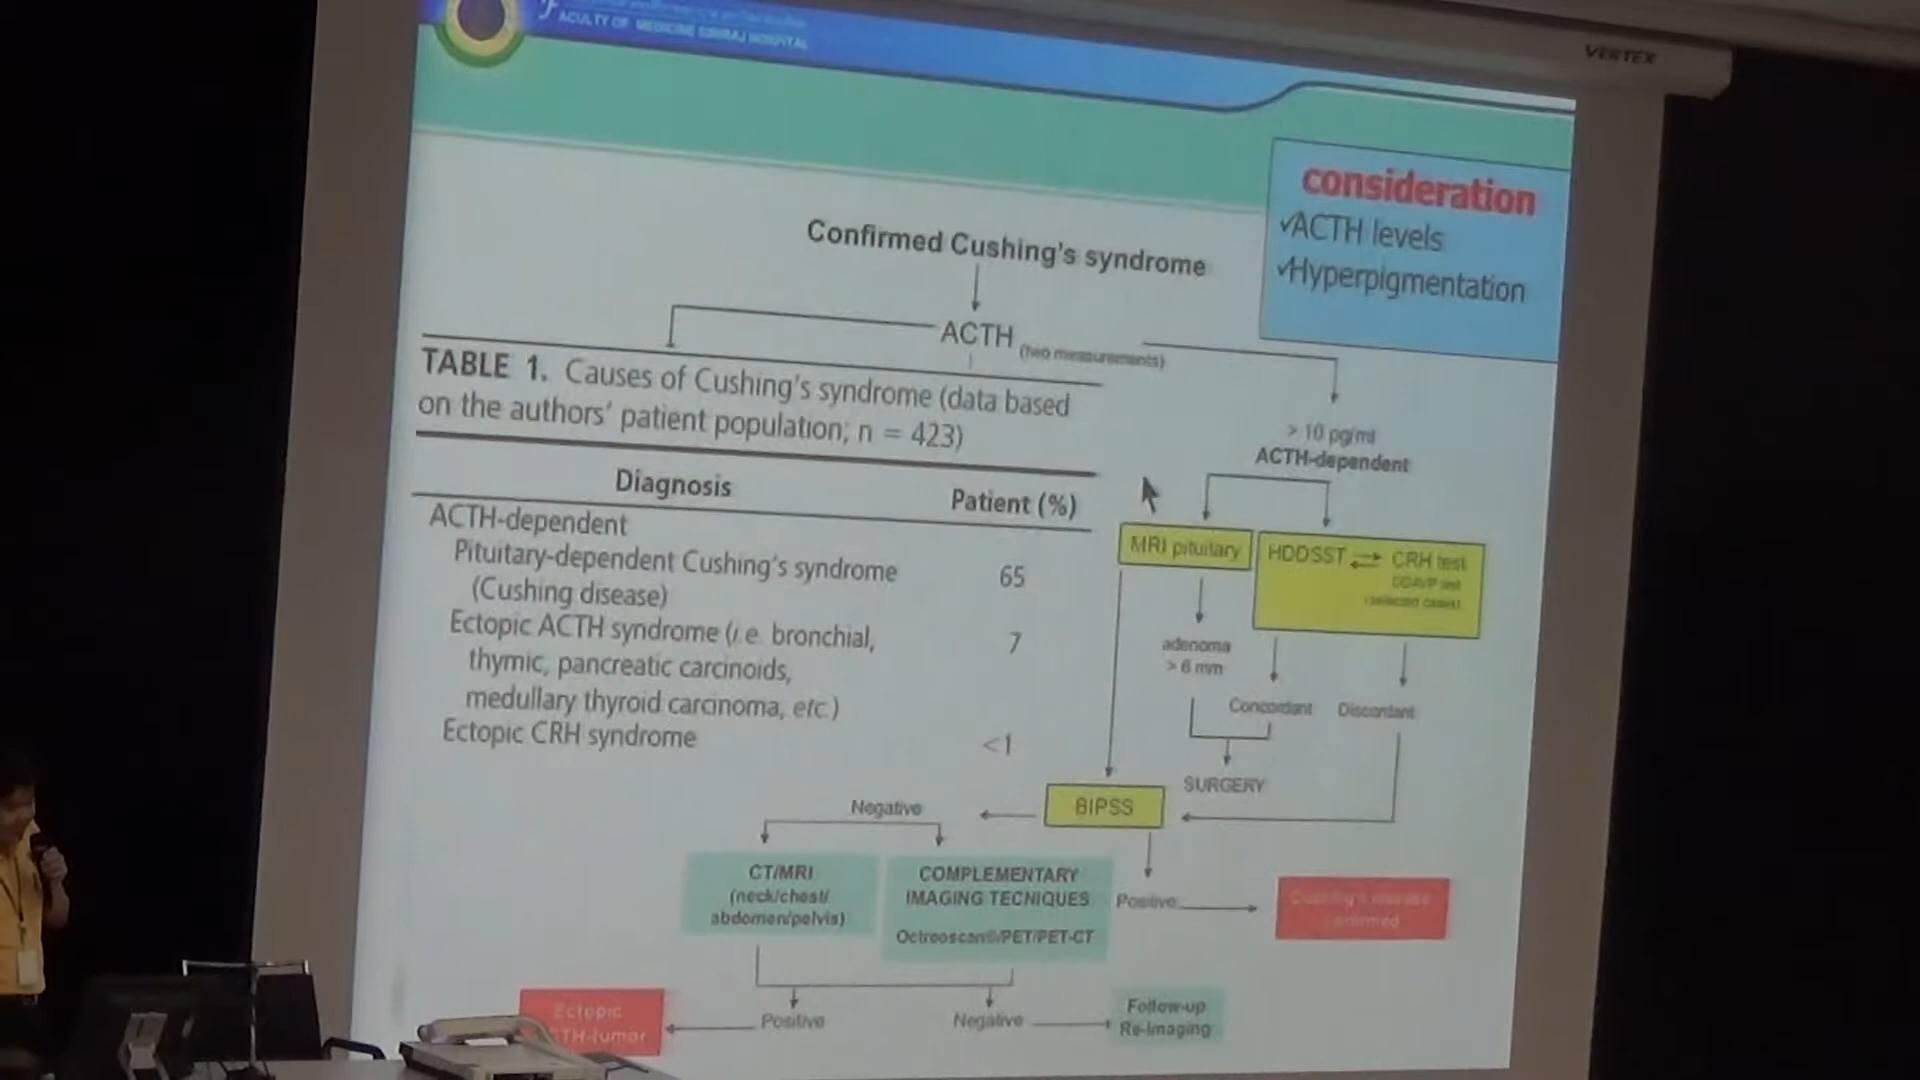 FACULTY OF MEDICINE SIRIRAJ HOSPITAL
VERTEX
consideration
✓ACTH levels
✓Hyperpigmentation
Confirmed Cushing's syndrome
ACTH (two measurements)
TABLE 1. Causes of Cushing's syndrome (data based
on the authors' patient population; n = 423)
Diagnosis Patient (%)
ACTH-dependent
Pituitary-dependent Cushing's syndrome 65
(Cushing disease)
Ectopic ACTH syndrome (i.e. bronchial, 7
thymic, pancreatic carcinoids,
medullary thyroid carcinoma, etc.)
Ectopic CRH syndrome <1
> 10 pg/ml
ACTH-dependent
MRI pituitary
HDDSST CRH test
DDAVP test
(selected cases)
adenoma
> 6 mm
Concordant Discordant
SURGERY
BIPSS
Negative
CT/MRI
(neck/chest/
abdomen/pelvis)
COMPLEMENTARY
IMAGING TECNIQUES
Octreoscan®/PET/PET-CT
Positive
Cushing's disease
confirmed
Positive
Negative
Ectopic
ACTH-tumor
Follow-up
Re-imaging